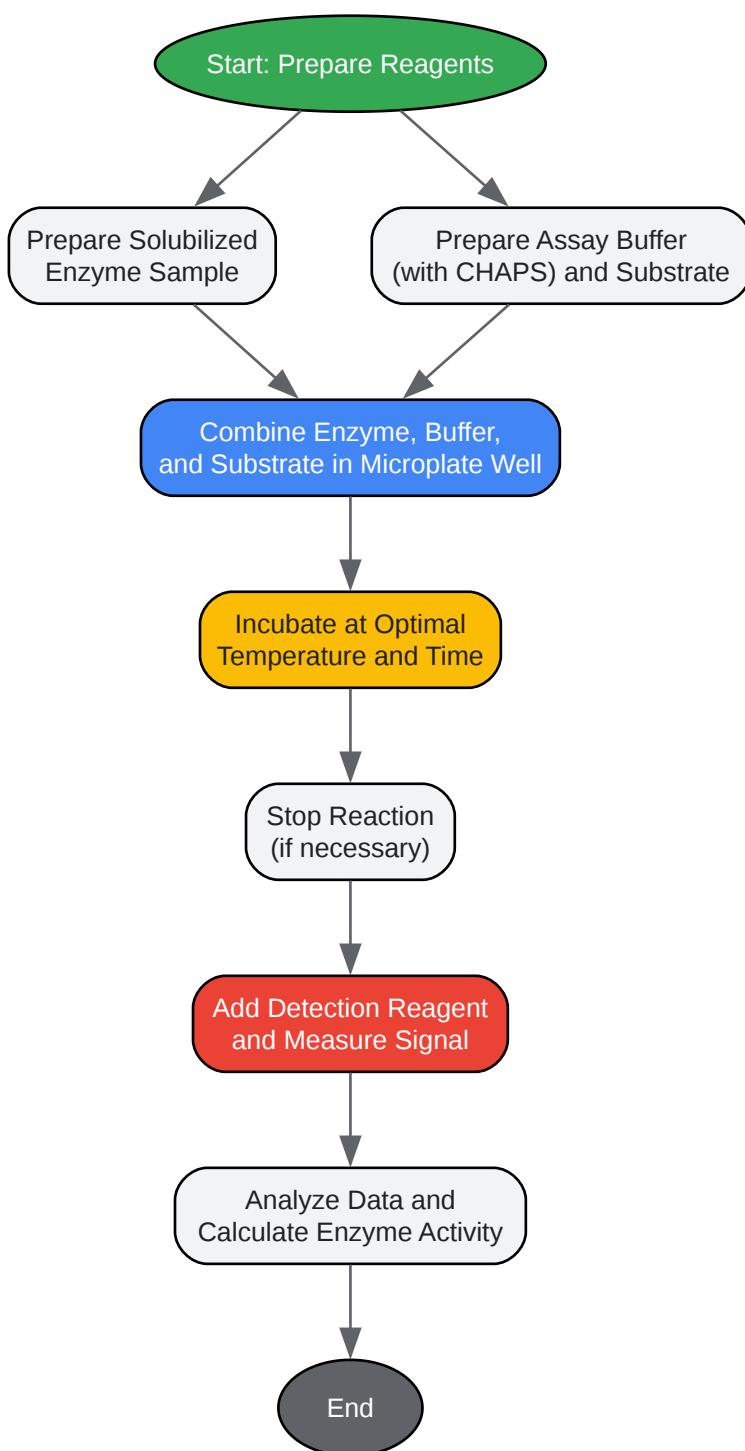 Start: Prepare Reagents
Prepare Solubilized
Enzyme Sample
Prepare Assay Buffer
(with CHAPS) and Substrate
Combine Enzyme, Buffer,
and Substrate in Microplate Well
Incubate at Optimal
Temperature and Time
Stop Reaction
(if necessary)
Add Detection Reagent
and Measure Signal
Analyze Data and
Calculate Enzyme Activity
End